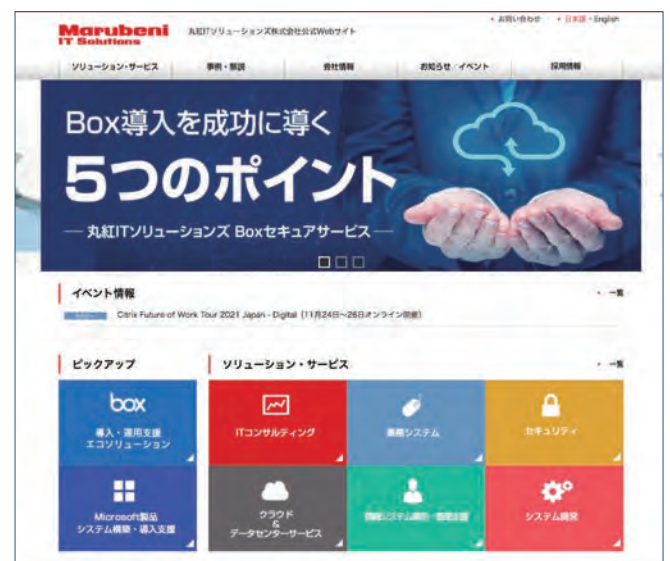 Marubeni
IT Solutions
丸紅ITソリューションズ株式会社公式Webサイト
お問い合わせ ・日本語・English
ソリューション・サービス 事例・解説 会社情報 お知らせ／イベント 採用情報
Box導入を成功に導く
5つのポイント
― 丸紅ITソリューションズ Boxセキュアサービス ―
イベント情報 一覧
Citrix Future of Work Tour 2021 Japan - Digital（11月24日～26日オンライン開催）
ピックアップ ソリューション・サービス 一覧
box
導入・運用支援
エコソリューション
ITコンサルティング
業務システム
セキュリティ
Microsoft製品
システム構築・導入支援
クラウド
&
データセンターサービス
システム開発